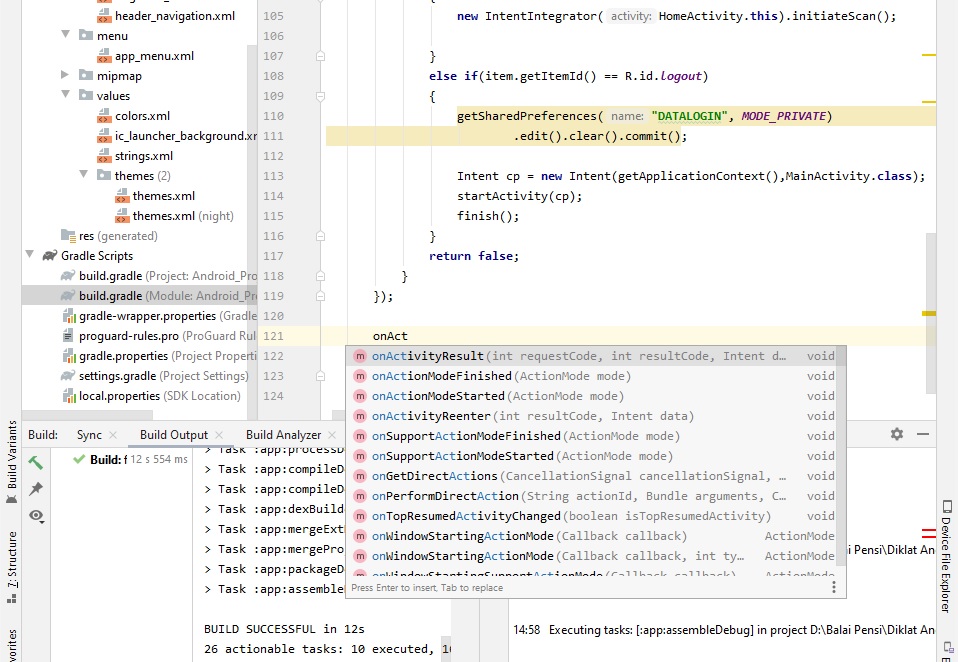 header_navigation.xml
menu
app_menu.xml
mipmap
values
colors.xml
ic_launcher_background.xr
strings.xml
themes (2)
themes.xml
themes.xml (night)
res (generated)
Gradle Scripts
build.gradle (Project: Android_Pro
build.gradle (Module: Android_Pr
gradle-wrapper.properties (Gradle
proguard-rules.pro (ProGuard Rul
gradle.properties (Project Properti
settings.gradle (Project Settings)
local.properties (SDK Location)
105 new IntentIntegrator( activity: HomeActivity.this).initiateScan();
106
107 }
108 else if(item.getItemId() == R.id.logout)
109 {
110 getSharedPreferences( name: "DATALOGIN", MODE_PRIVATE)
111 .edit().clear().commit();
112
113 Intent cp = new Intent(getApplicationContext(),MainActivity.class);
114 startActivity(cp);
115 finish();
116 }
117 return false;
118 }
119 });
120
121 onAct
122
123
124
onActivityResult(int requestCode, int resultCode, Intent d… void
onActionModeFinished(ActionMode mode) void
onActionModeStarted(ActionMode mode) void
onActivityReenter(int resultCode, Intent data) void
onSupportActionModeFinished(ActionMode mode) void
onSupportActionModeStarted(ActionMode mode) void
onGetDirectActions(CancellationSignal cancellationSignal, … void
onPerformDirectAction(String actionId, Bundle arguments, C… void
onTopResumedActivityChanged(boolean isTopResumedActivity) void
onWindowStartingActionMode(Callback callback) ActionMode
onWindowStartingActionMode(Callback callback, int ty… ActionMode
onWindowStartingSupportActionMode(Callback callback) ActionMode
Press Enter to insert, Tab to replace
Build: Sync Build Output Build Analyzer
Build: f 12 s 554 ms
> Task :app:processD
> Task :app:compileD
> Task :app:compileD
> Task :app:dexBuild
> Task :app:mergeExt
> Task :app:mergePro
> Task :app:packageD
> Task :app:assemble
BUILD SUCCESSFUL in 12s
26 actionable tasks: 10 executed, 1
ai Pensi\Diklat An
14:58 Executing tasks: [:app:assembleDebug] in project D:\Balai Pensi\Diklat An
Build Variants
7: Structure
vorites
Device File Explorer